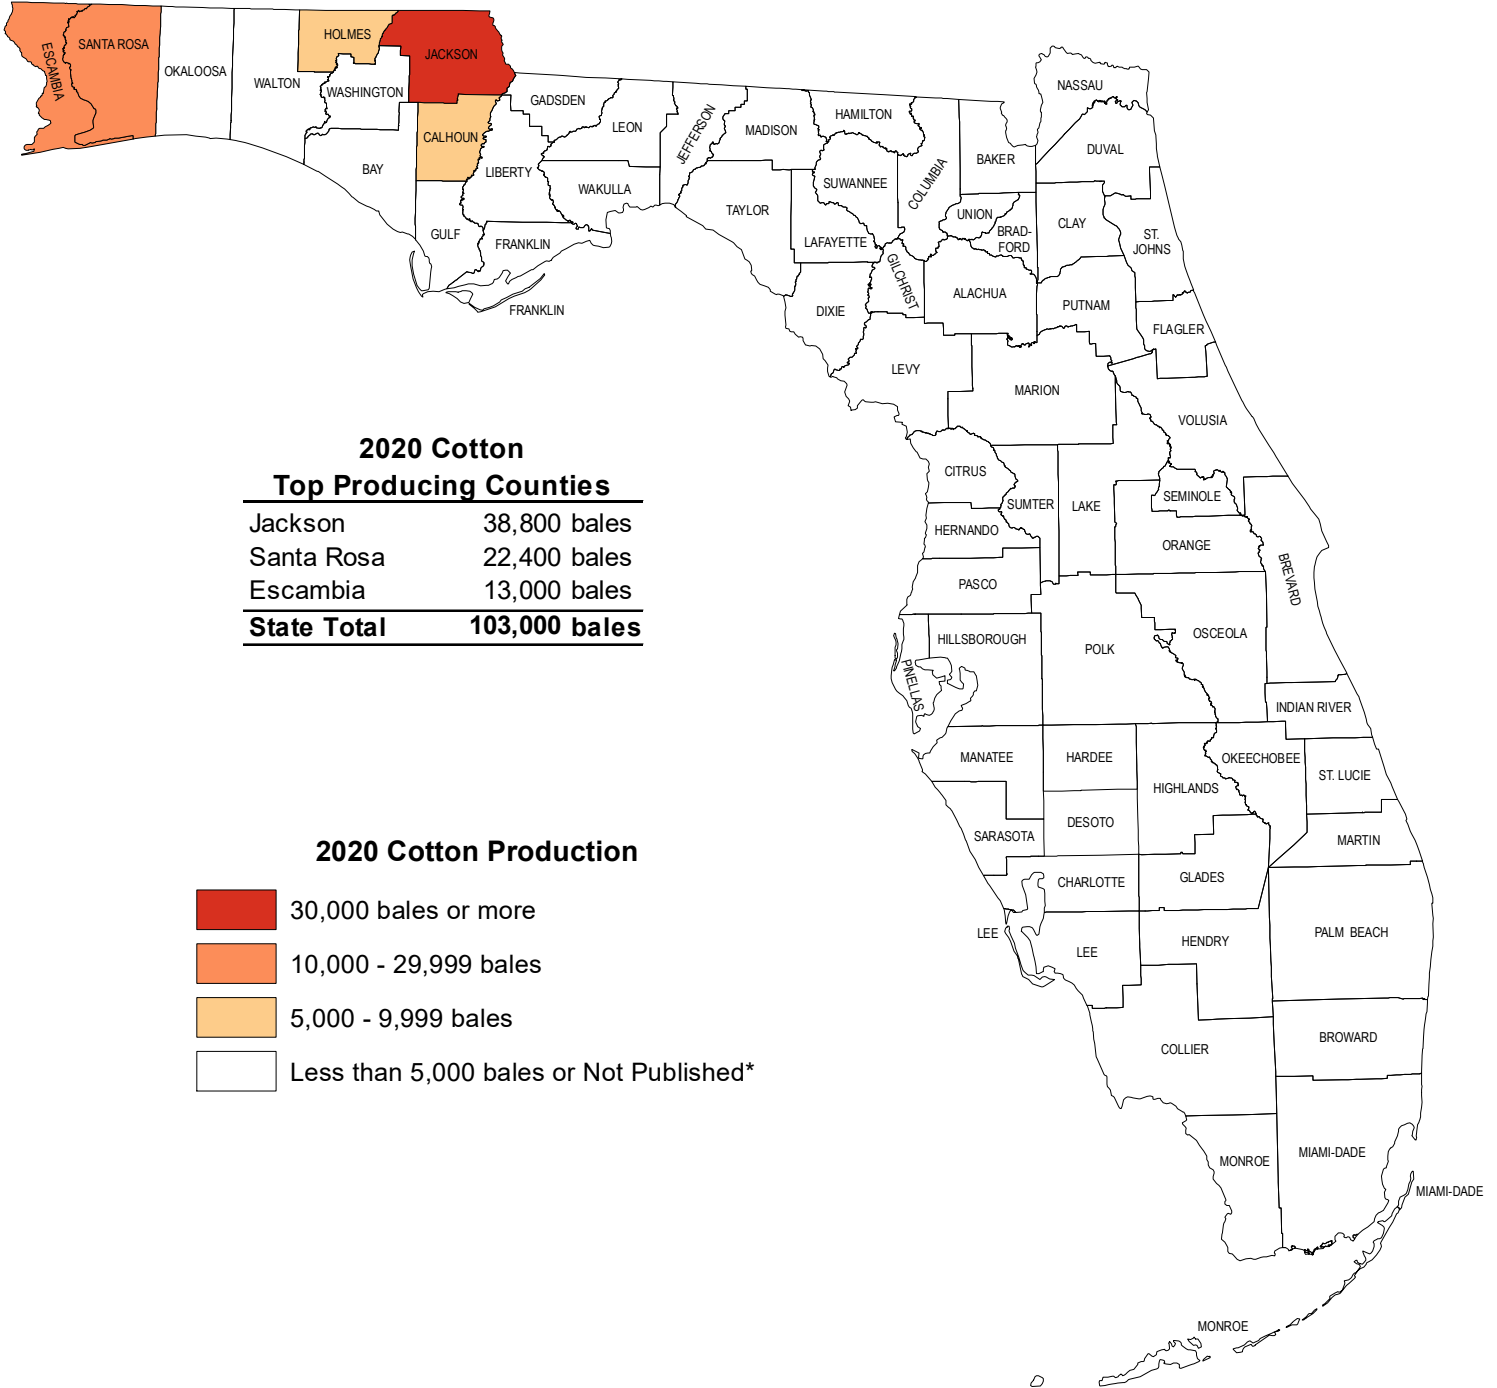 HOLMES
JACKSON
ESCAMBIA
SANTA ROSA
OKALOOSA
WALTON
WASHINGTON
NASSAU
GADSDEN
HAMILTON
LEON
JEFFERSON
MADISON
CALHOUN
BAY
LIBERTY
WAKULLA
TAYLOR
SUWANNEE
COLUMBIA
BAKER
DUVAL
UNION
BRAD-
FORD
CLAY
ST.
JOHNS
GULF
FRANKLIN
LAFAYETTE
GILCHRIST
ALACHUA
PUTNAM
FRANKLIN
DIXIE
FLAGLER
LEVY
MARION
VOLUSIA
2020 Cotton
Top Producing Counties
Jackson 38,800 bales
Santa Rosa 22,400 bales
Escambia 13,000 bales
State Total 103,000 bales
CITRUS
SUMTER
LAKE
SEMINOLE
HERNANDO
ORANGE
BREVARD
PASCO
HILLSBOROUGH
PINELLAS
POLK
OSCEOLA
INDIAN RIVER
MANATEE
HARDEE
HIGHLANDS
OKEECHOBEE
ST. LUCIE
SARASOTA
DESOTO
MARTIN
CHARLOTTE
GLADES
LEE
LEE
HENDRY
PALM BEACH
COLLIER
BROWARD
MONROE
MIAMI-DADE
MIAMI-DADE
MONROE
2020 Cotton Production
30,000 bales or more
10,000 - 29,999 bales
5,000 - 9,999 bales
Less than 5,000 bales or Not Published*